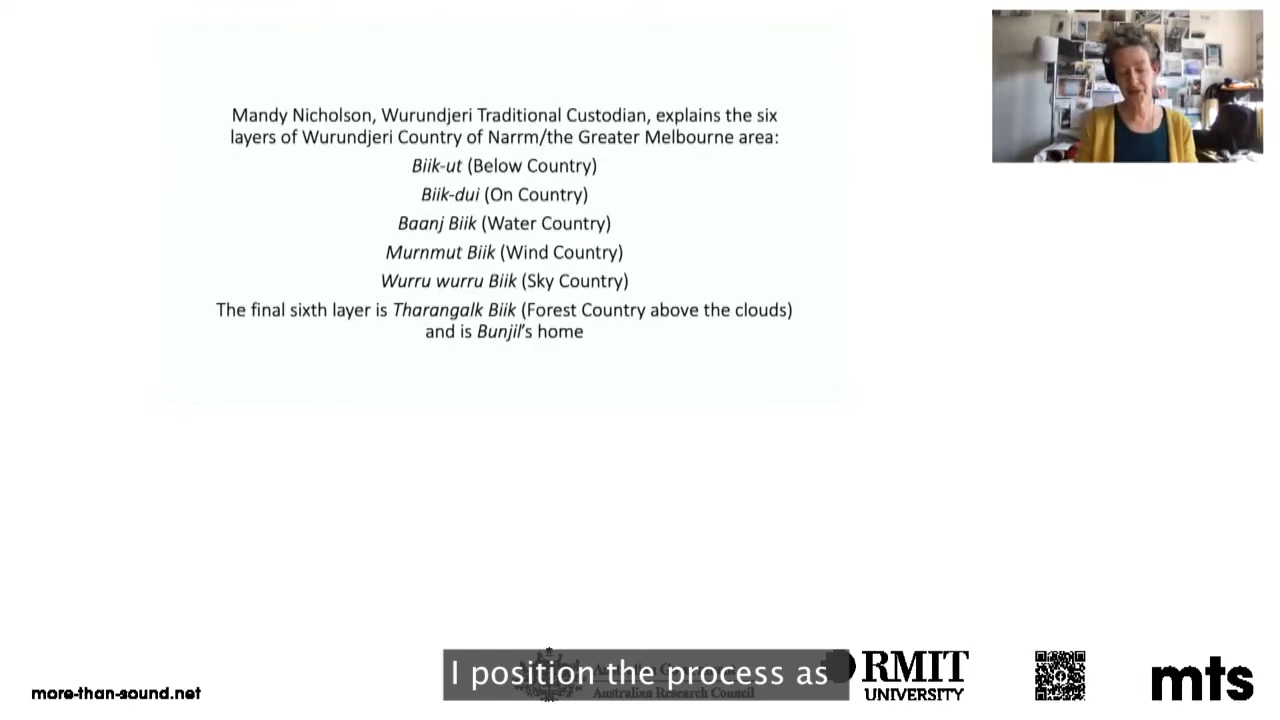 Mandy Nicholson, Wurundjeri Traditional Custodian, explains the six
layers of Wurundjeri Country of Narrm/the Greater Melbourne area:
Biik-ut (Below Country)
Biik-dui (On Country)
Baanj Biik (Water Country)
Murnmut Biik (Wind Country)
Wurru wurru Biik (Sky Country)
The final sixth layer is Tharangalk Biik (Forest Country above the clouds)
and is Bunjil's home
I position the process as
more-than-sound.net
Australian Research Council
RMIT
UNIVERSITY
mts